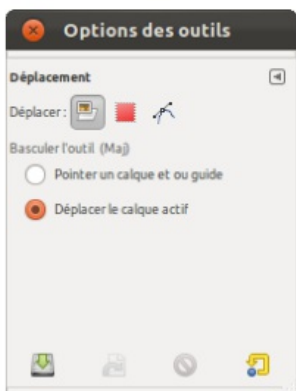 Options des outils
Déplacement
Déplacer :
Basculer l'outil (Maj)
Pointer un calque et ou guide
Déplacer le calque actif